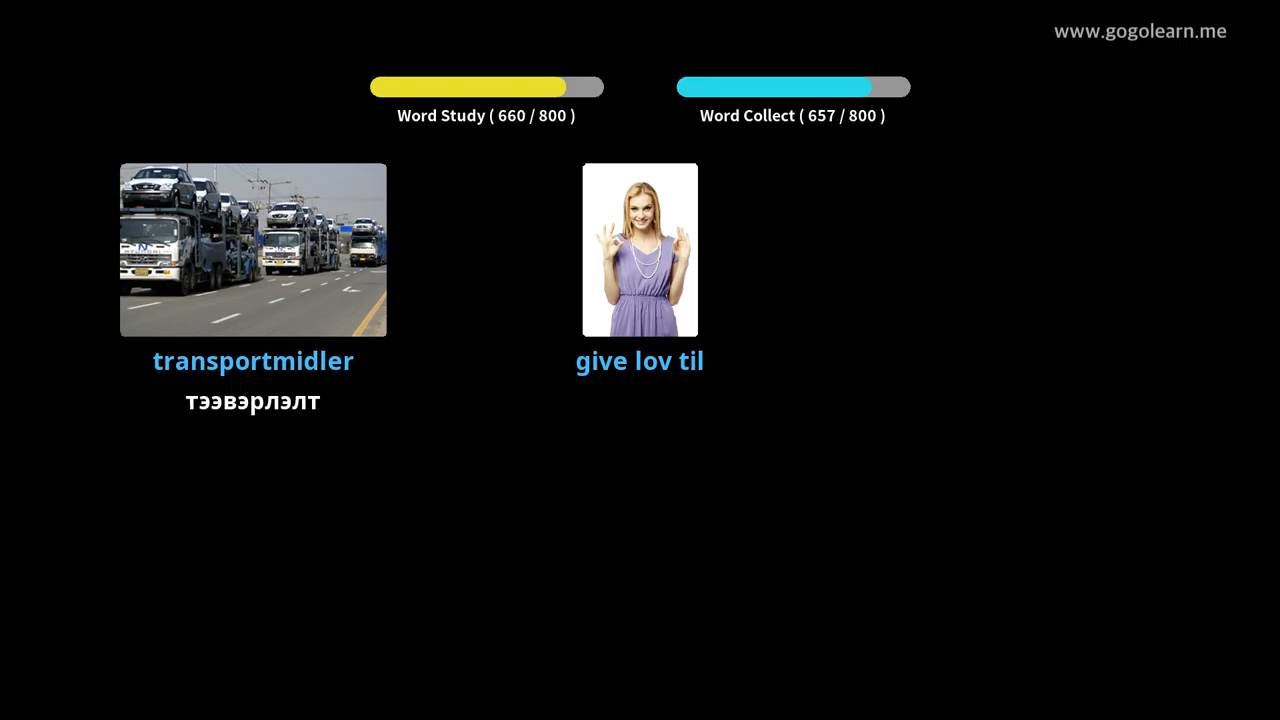 www.gogolearn.me
Word Study ( 660 / 800 )
Word Collect ( 657 / 800 )
transportmidler
тээвэрлэлт
give lov til